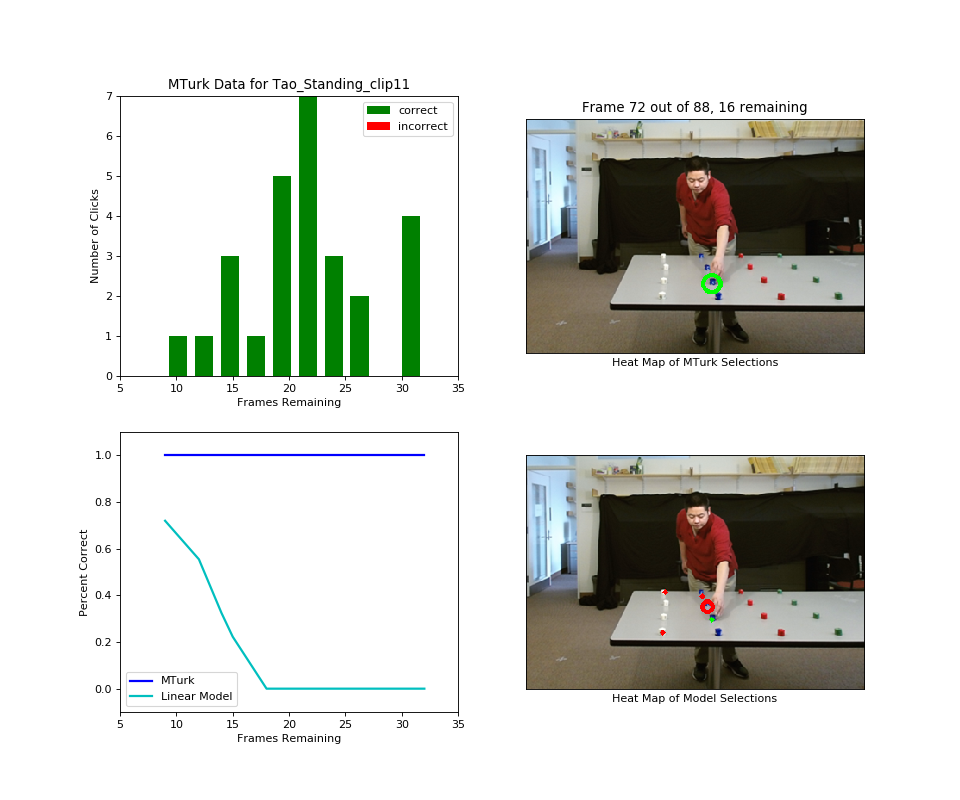 MTurk Data for Tao_Standing_clip11
7
6
5
4
3
2
1
0
Number of Clicks
correct
incorrect
5 10 15 20 25 30 35
Frames Remaining
Frame 72 out of 88, 16 remaining
Heat Map of MTurk Selections
1.0
0.8
0.6
0.4
0.2
0.0
Percent Correct
MTurk
Linear Model
5 10 15 20 25 30 35
Frames Remaining
Heat Map of Model Selections